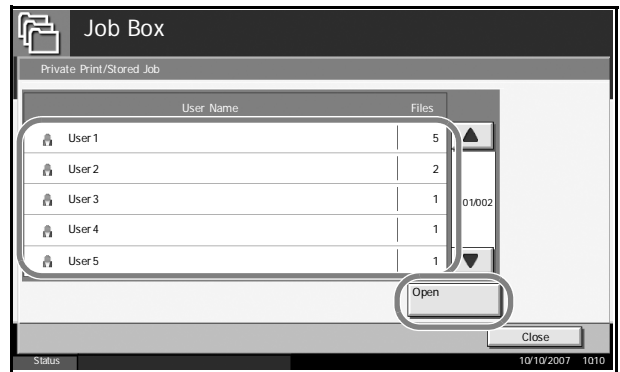 Job Box
Private Print/Stored Job
User Name Files
User 1 5
User 2 2
User 3 1
01/002
User 4 1
User 5 1
Open
Close
Status 10/10/2007 10:10